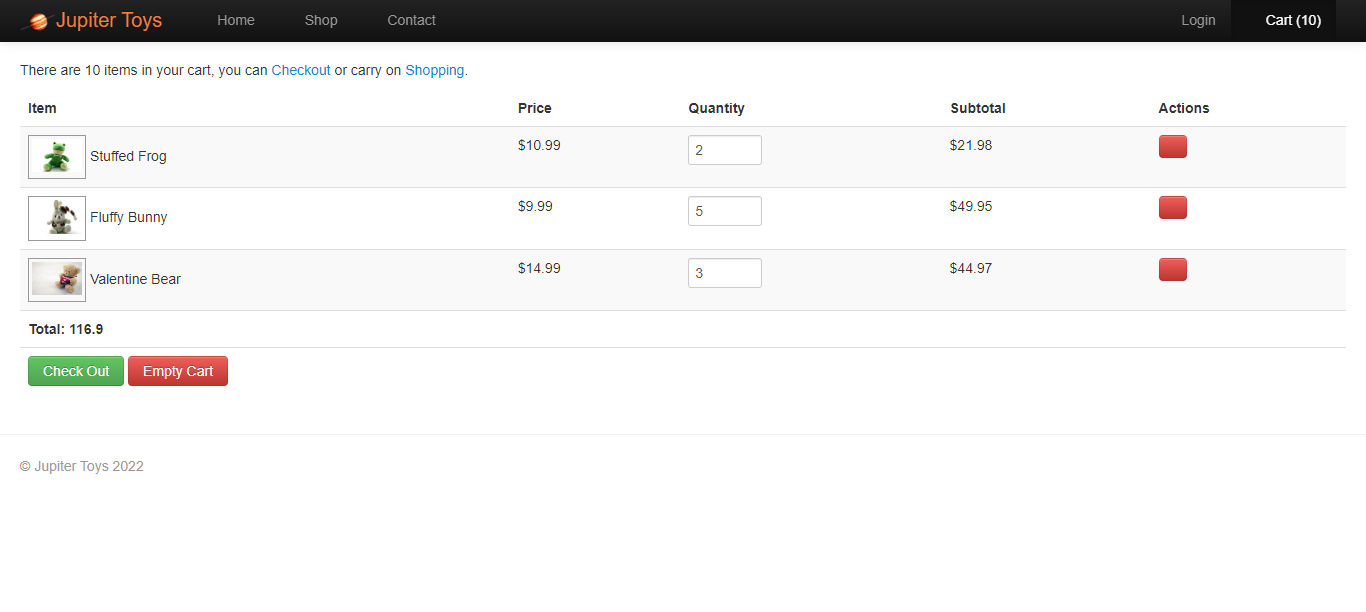 Jupiter Toys Home Shop Contact Login Cart (10)
There are 10 items in your cart, you can Checkout or carry on Shopping.
Item Price Quantity Subtotal Actions
Stuffed Frog $10.99 2 $21.98
Fluffy Bunny $9.99 5 $49.95
Valentine Bear $14.99 3 $44.97
Total: 116.9
Check Out Empty Cart
© Jupiter Toys 2022